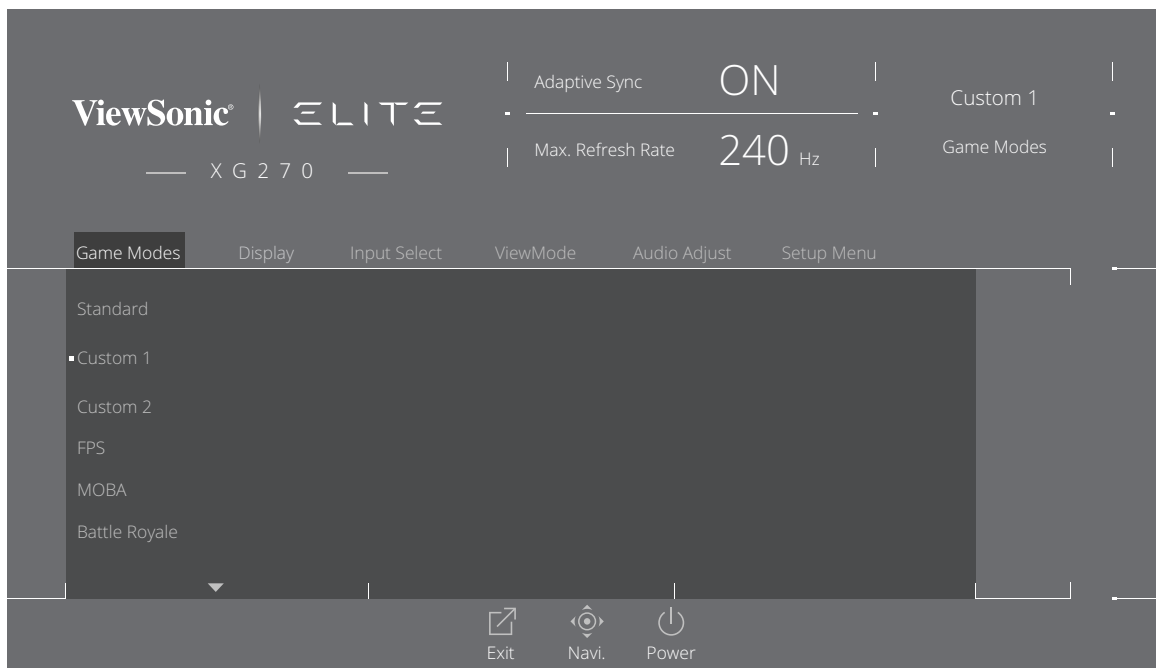 ViewSonic® ELITE
XG270
Adaptive Sync ON
Max. Refresh Rate 240 Hz
Custom 1
Game Modes
Game Modes Display Input Select ViewMode Audio Adjust Setup Menu
Standard
Custom 1
Custom 2
FPS
MOBA
Battle Royale
Exit Navi. Power